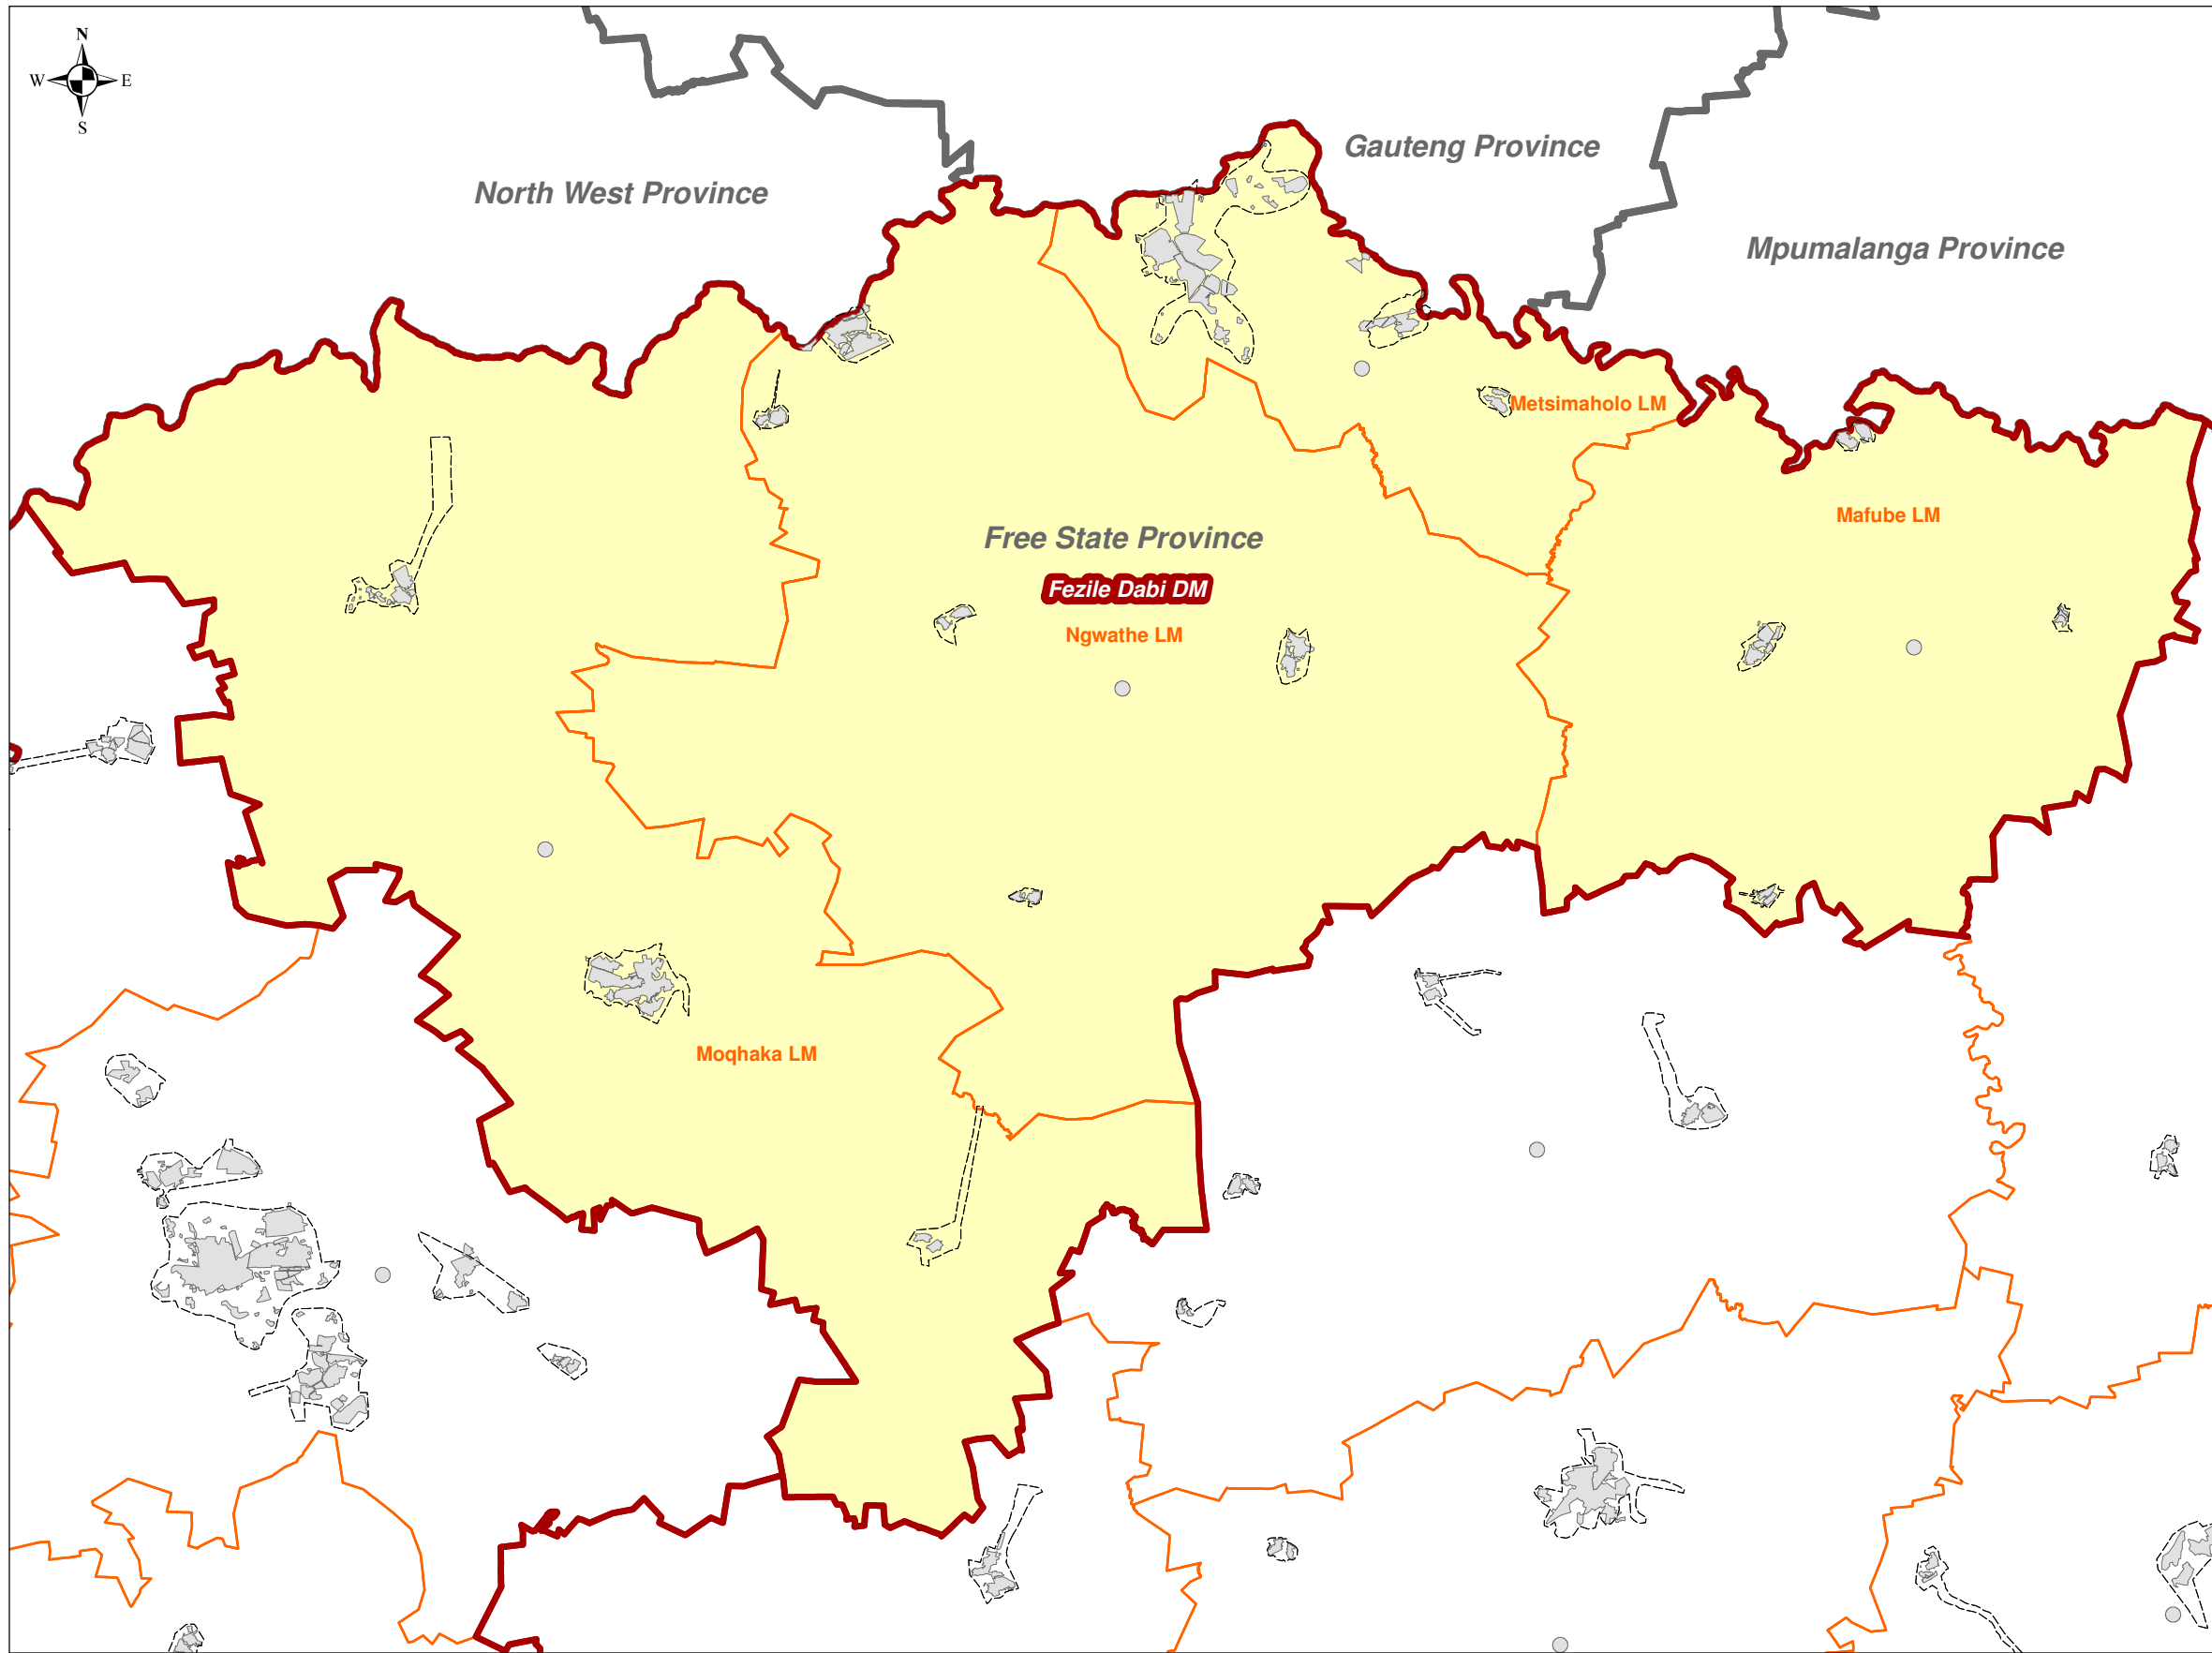 N
W E
S
Gauteng Province
North West Province
Mpumalanga Province
Metsimaholo LM
Mafube LM
Free State Province
Fezile Dabi DM
Ngwathe LM
Moqhaka LM